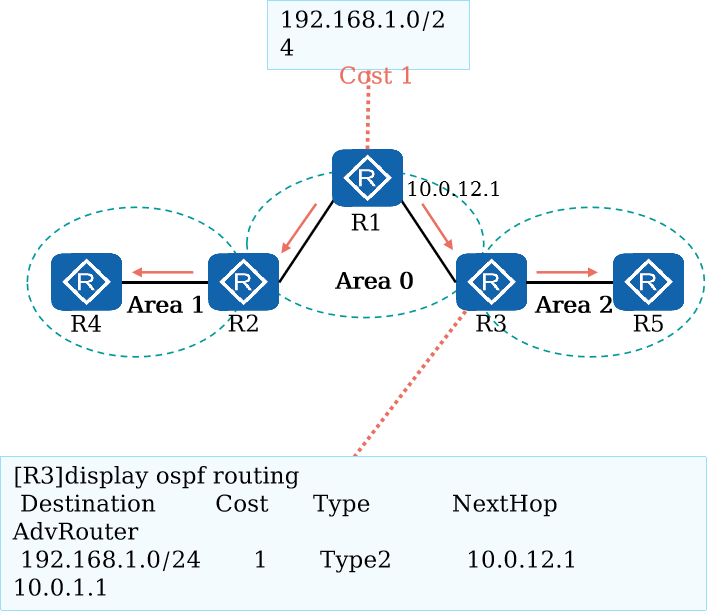 192.168.1.0/2
4
Cost 1
R
10.0.12.1
R1
R
R
Area 0
R
R
Area 1
Area 2
R4
R2
R3
R5
[R3]display ospf routing
Destination Cost Type NextHop
AdvRouter
192.168.1.0/24 1 Type2 10.0.12.1
10.0.1.1